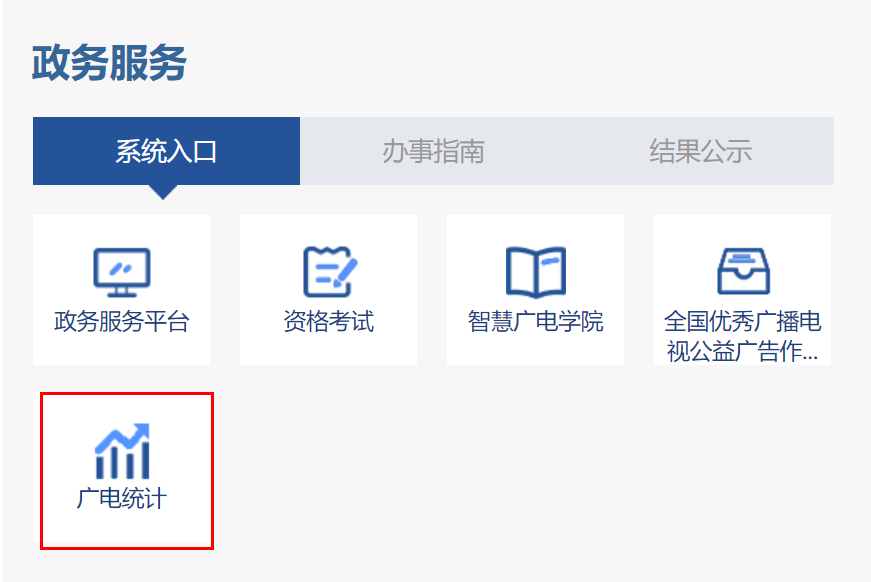 政务服务
系统入口
办事指南
结果公示
政务服务平台
资格考试
智慧广电学院
全国优秀广播电
视公益广告作...
广电统计